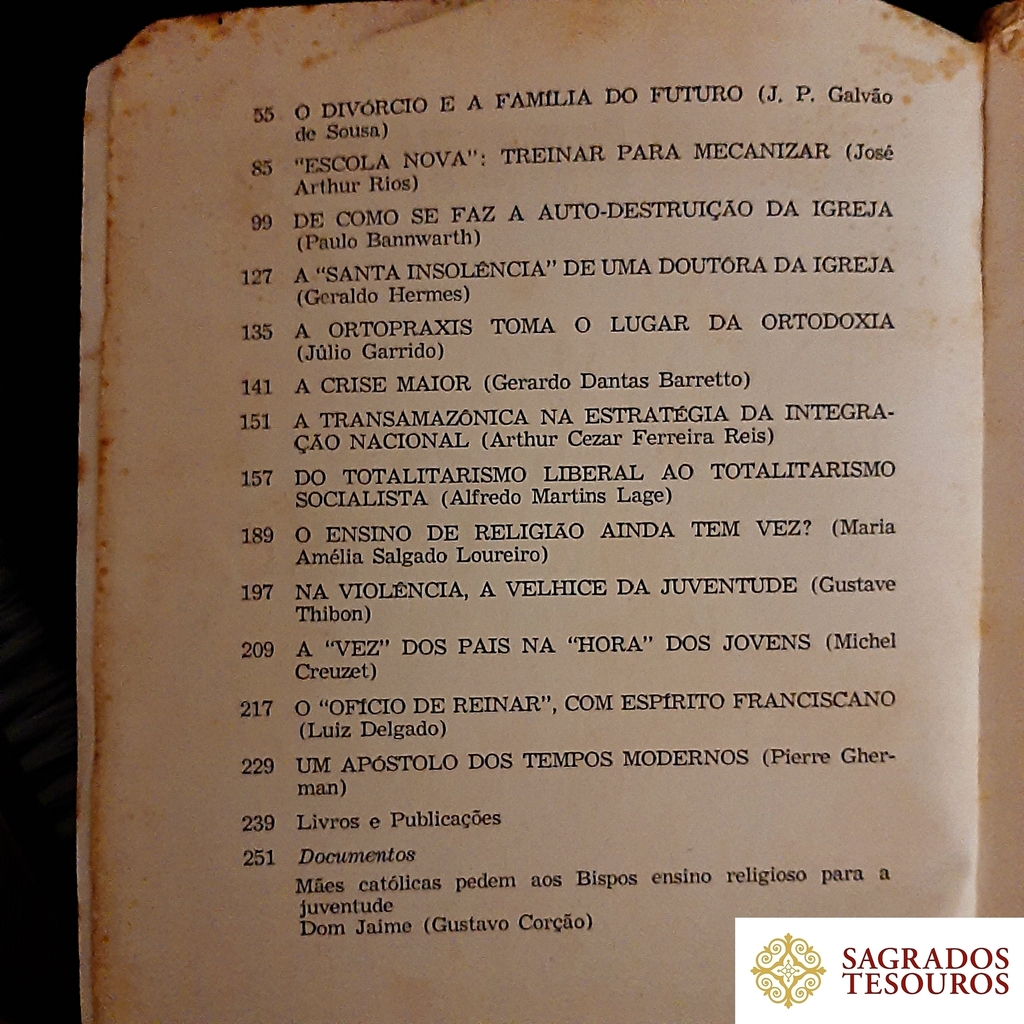 55 O DIVÓRCIO E A FAMÍLIA DO FUTURO (J. P. Galvão
de Sousa)
85 "ESCOLA NOVA": TREINAR PARA MECANIZAR (José
Arthur Rios)
99 DE COMO SE FAZ A AUTO-DESTRUIÇÃO DA IGREJA
(Paulo Bannwarth)
127 A "SANTA INSOLÊNCIA" DE UMA DOUTÔRA DA IGREJA
(Geraldo Hermes)
135 A ORTOPRAXIS TOMA O LUGAR DA ORTODOXIA
(Júlio Garrido)
141 A CRISE MAIOR (Gerardo Dantas Barretto)
151 A TRANSAMAZÔNICA NA ESTRATÉGIA DA INTEGRA-
ÇÃO NACIONAL (Arthur Cezar Ferreira Reis)
157 DO TOTALITARISMO LIBERAL AO TOTALITARISMO
SOCIALISTA (Alfredo Martins Lage)
189 O ENSINO DE RELIGIÃO AINDA TEM VEZ? (Maria
Amélia Salgado Loureiro)
197 NA VIOLÊNCIA, A VELHICE DA JUVENTUDE (Gustave
Thibon)
209 A "VEZ" DOS PAIS NA "HORA" DOS JOVENS (Michel
Creuzet)
217 O "OFÍCIO DE REINAR", COM ESPÍRITO FRANCISCANO
(Luiz Delgado)
229 UM APÓSTOLO DOS TEMPOS MODERNOS (Pierre Gher-
man)
239 Livros e Publicações
251 Documentos
Mães católicas pedem aos Bispos ensino religioso para a
juventude
Dom Jaime (Gustavo Corção)
SAGRADOS
TESOUROS